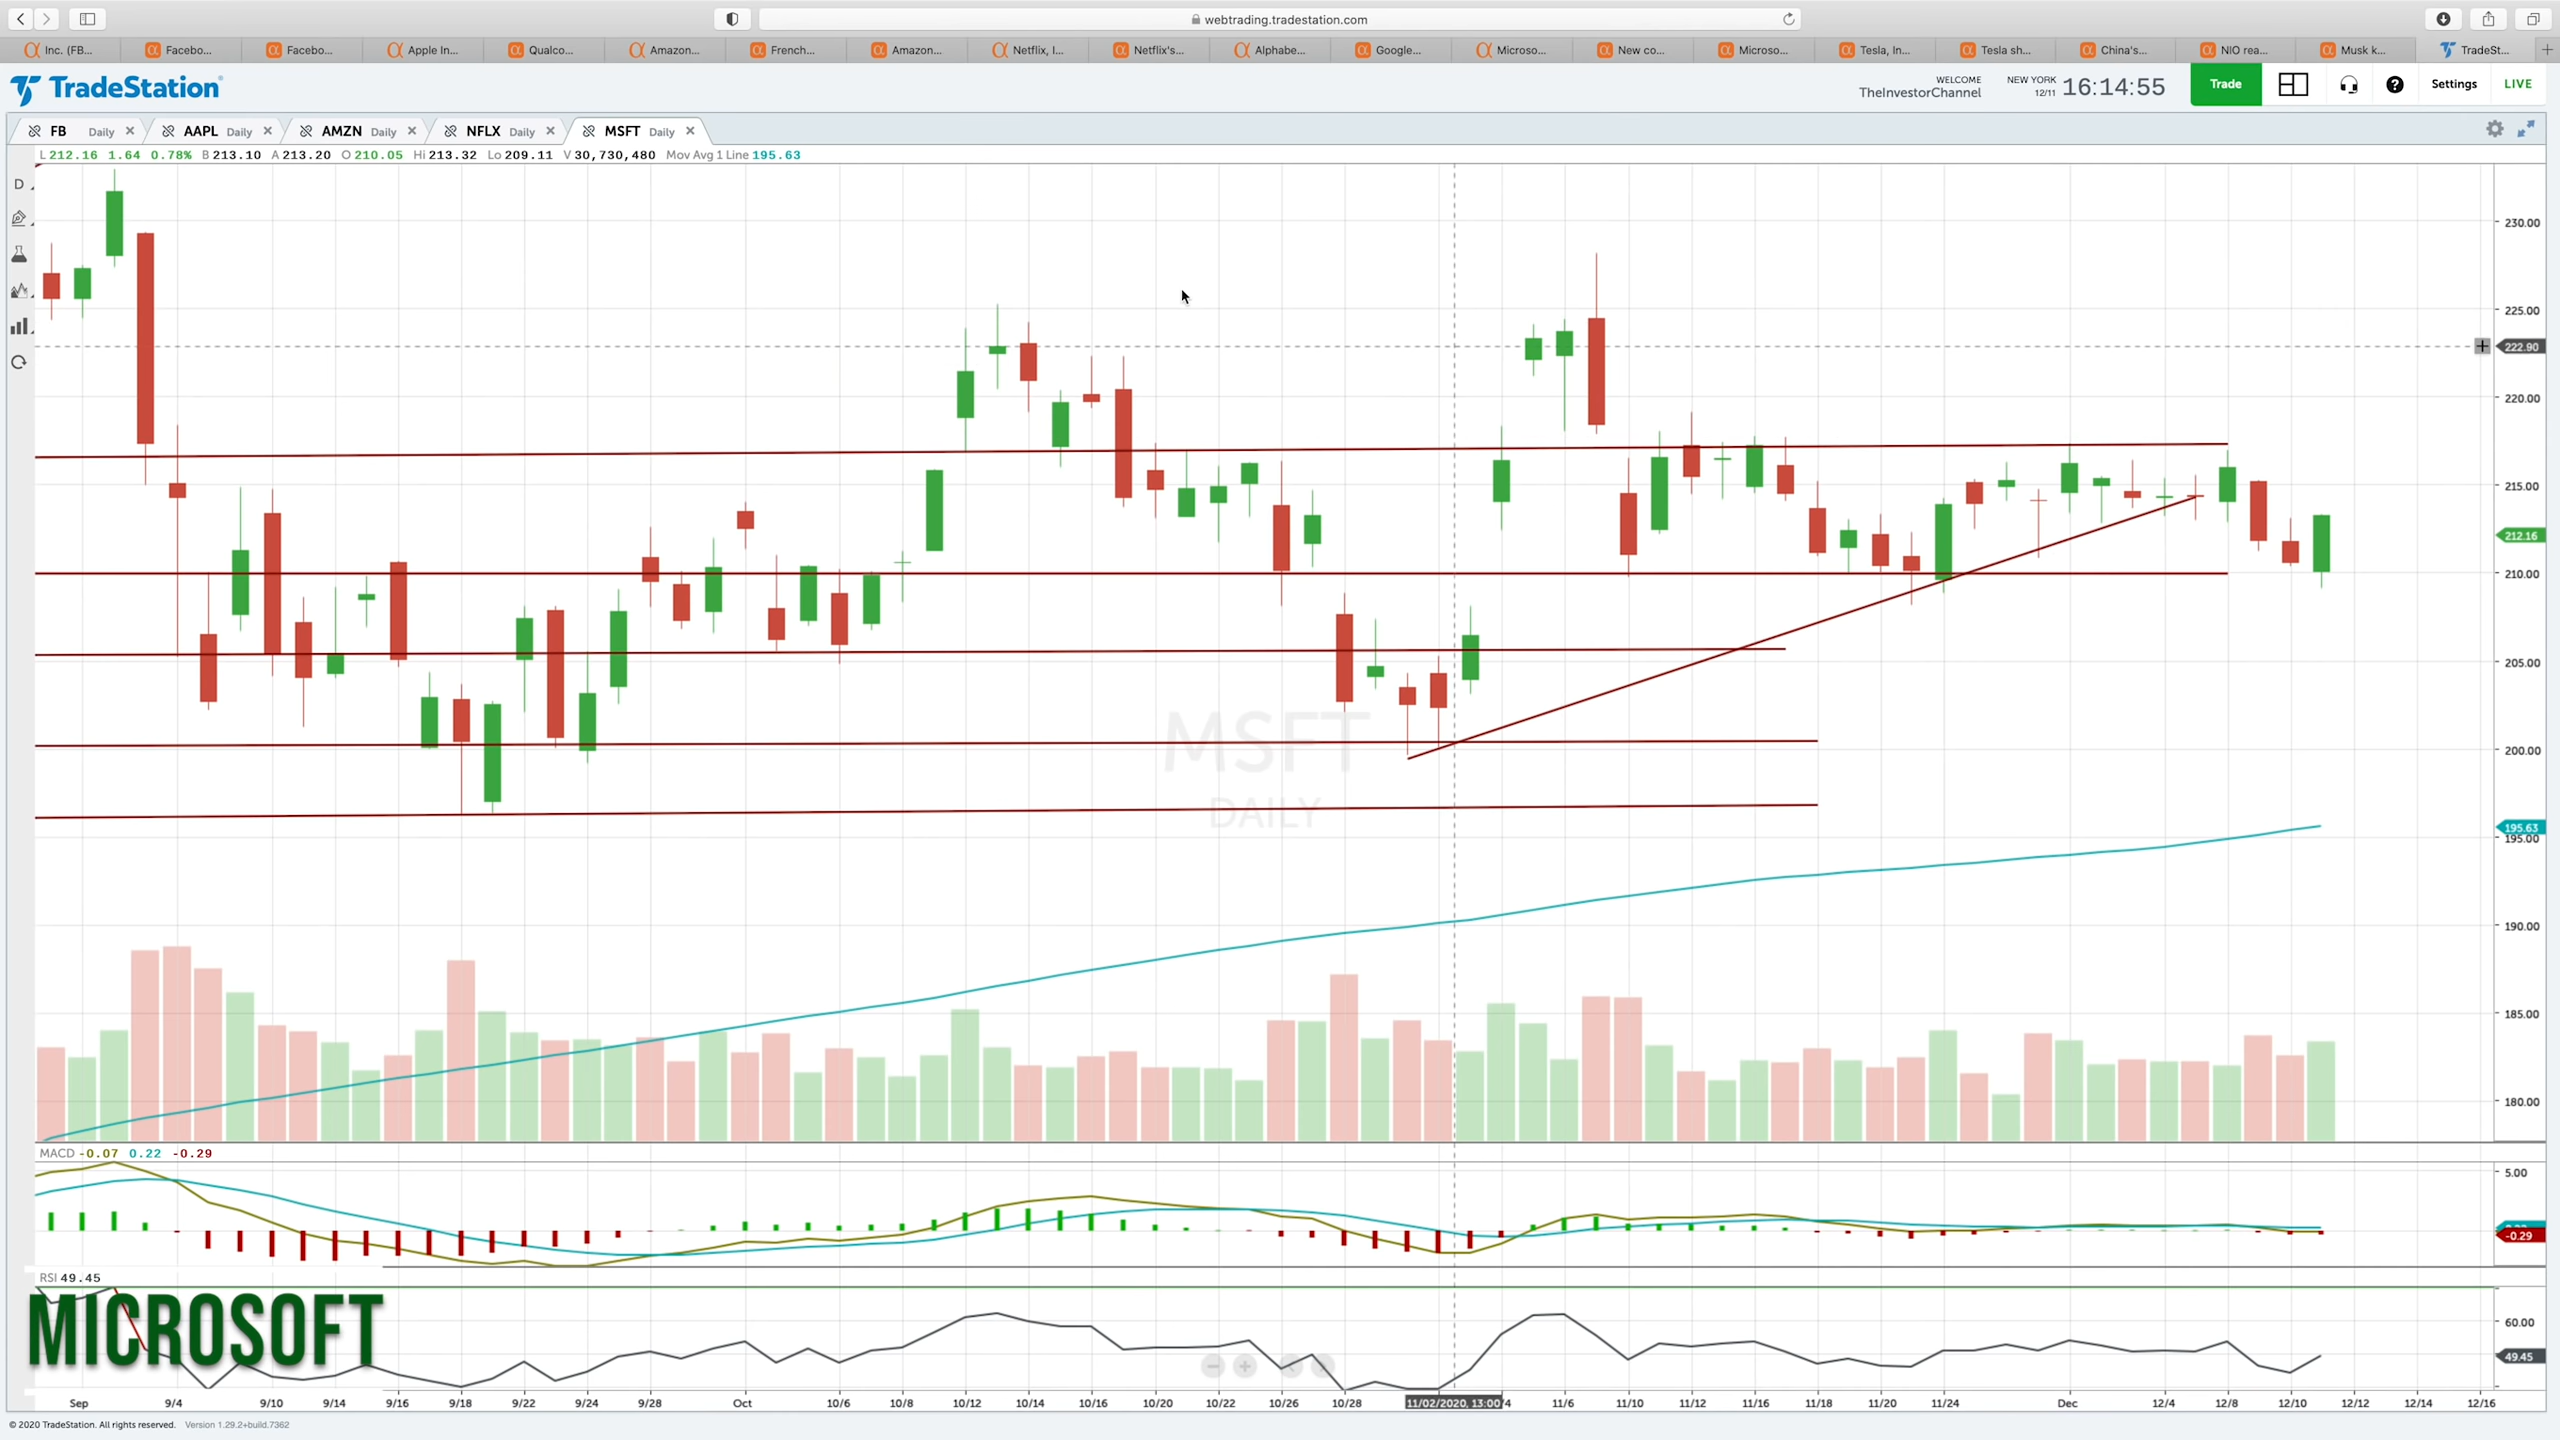 webtrading.tradestation.com
Inc. (FB... Facebo... Facebo... Apple In... Qualco... Amazon... French... Amazon... Netflix, I... Netflix's... Alphabe... Google... Microso... New co... Microso... Tesla, In... Tesla sh... China's... NIO rea... Musk k... TradeSt...
TradeStation
WELCOME
TheInvestorChannel
NEW YORK
12/11
16:14:55
Trade
Settings
LIVE
FB Daily AAPL Daily AMZN Daily NFLX Daily MSFT Daily
L 212.16 1.64 0.78% B 213.10 A 213.20 O 210.05 Hi 213.32 Lo 209.11 V 30,730,480 Mov Avg 1 Line 195.63
D
230.00
225.00
222.90
220.00
215.00
212.16
210.00
205.00
200.00
195.63
195.00
190.00
185.00
180.00
MSFT
DAILY
MACD -0.07 0.22 -0.29
5.00
-0.29
RSI 49.45
60.00
49.45
MICROSOFT
Sep 9/4 9/10 9/14 9/16 9/18 9/22 9/24 9/28 Oct 10/6 10/8 10/12 10/14 10/16 10/20 10/22 10/26 10/28 11/02/2020, 13:00 /4 11/6 11/10 11/12 11/16 11/18 11/20 11/24 Dec 12/4 12/8 12/10 12/12 12/14 12/16
© 2020 TradeStation. All rights reserved. Version 1.29.2+build.7362